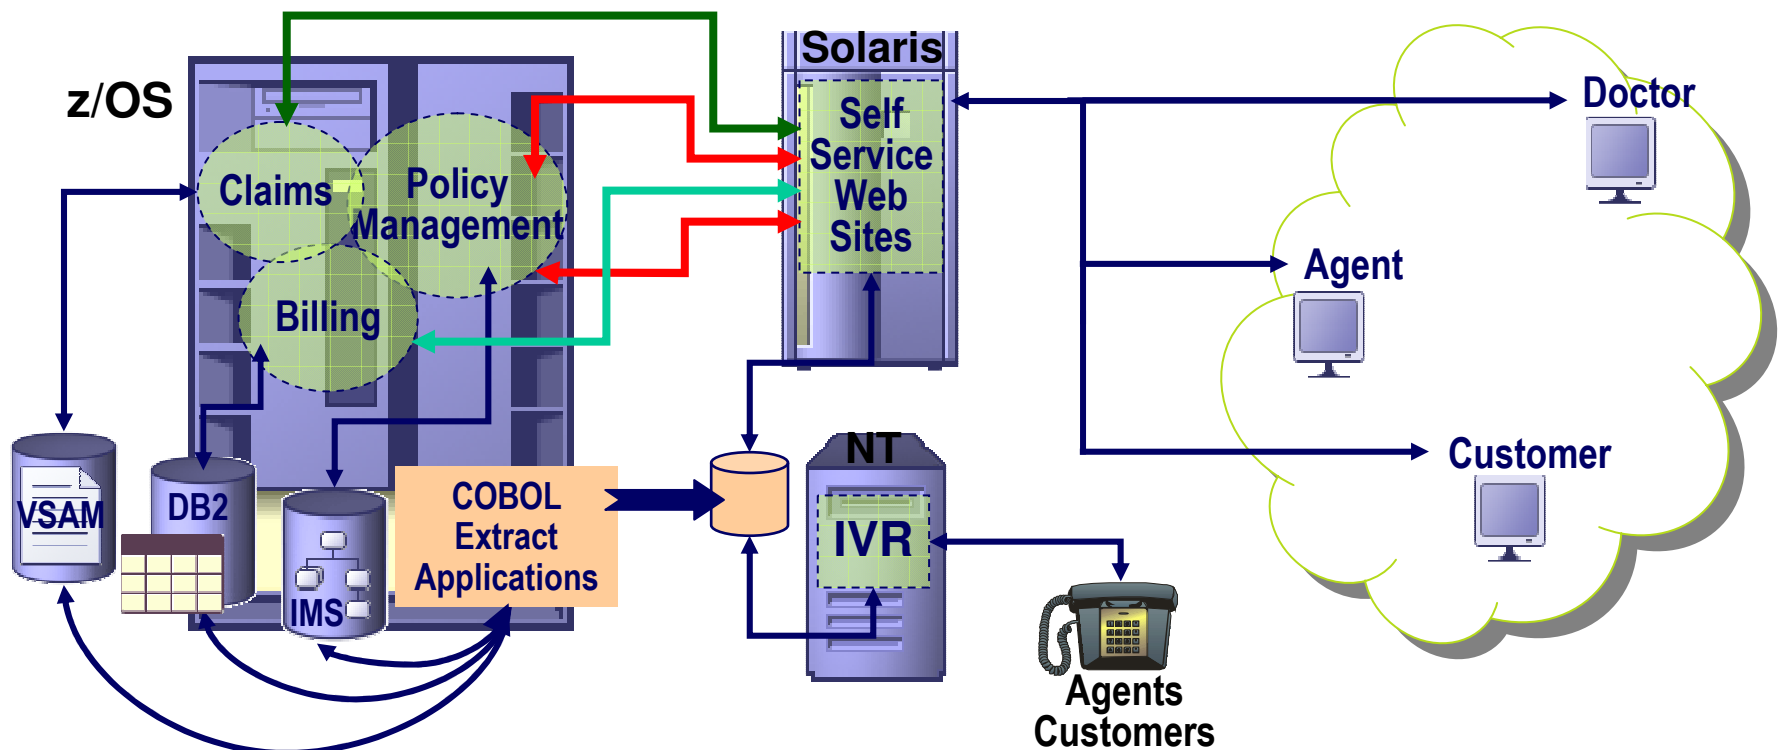 z/OS
Claims
Policy
Management
Billing
VSAM
DB2
IMS
COBOL
Extract
Applications
Solaris
Self
Service
Web
Sites
NT
IVR
Agents
Customers
Doctor
Agent
Customer